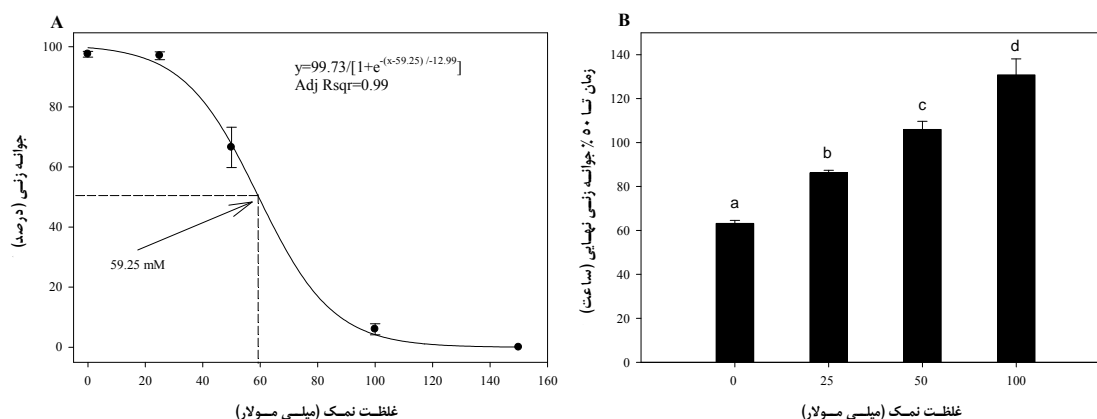 A
100
80
60
40
20
0
جوانه زنی (درصد)
y=99.73/[1+e^-(x-59.25) /-12.99]
Adj Rsqr=0.99
59.25 mM
0 20 40 60 80 100 120 140 160
غلظت نمک (میلی مولار)
B
140
120
100
80
60
40
20
0
زمان تا ۵۰٪ جوانه زنی نهایی (ساعت)
a
b
c
d
0 25 50 100
غلظت نمک (میلی مولار)